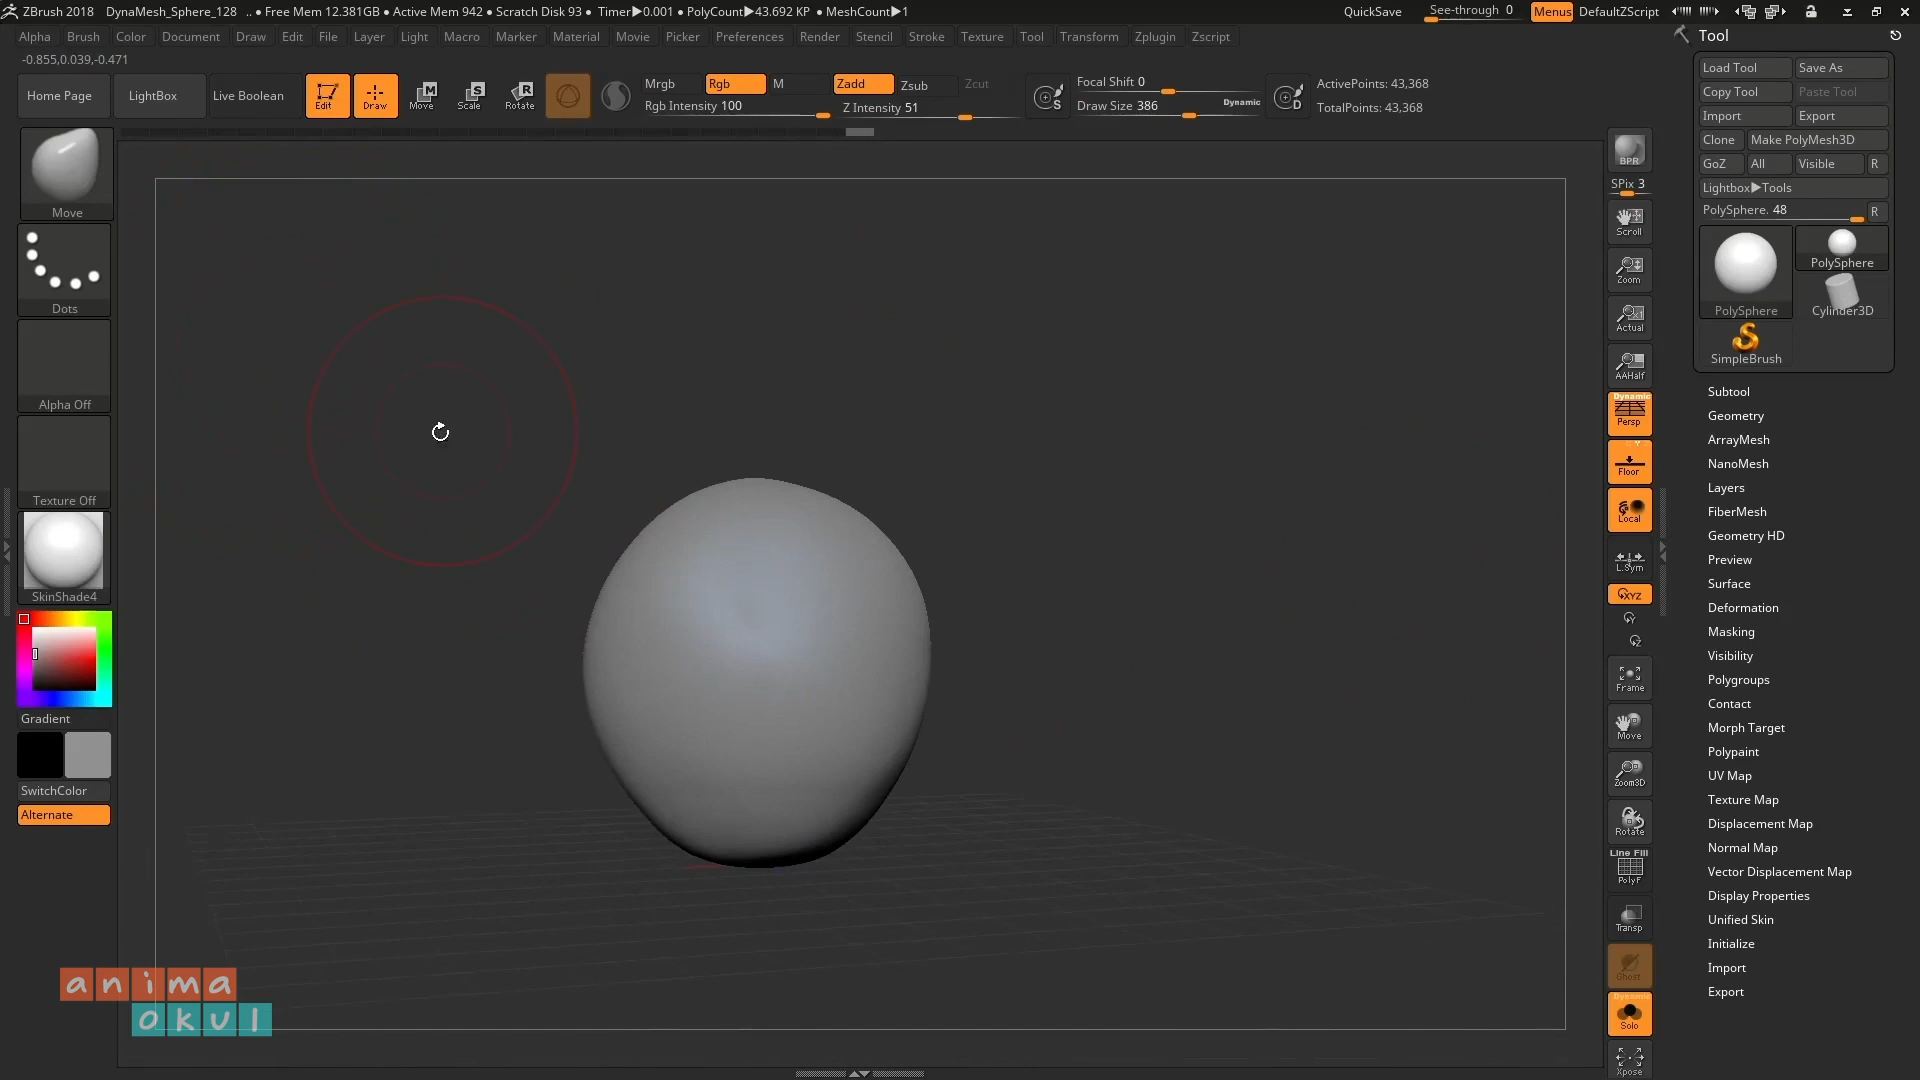 ZBrush 2018 DynaMesh_Sphere_128 .. • Free Mem 12.381GB • Active Mem 942 • Scratch Disk 93 • Timer▶0.001 • PolyCount▶43.692 KP • MeshCount▶1 QuickSave See-through 0 Menus DefaultZScript
Alpha Brush Color Document Draw Edit File Layer Light Macro Marker Material Movie Picker Preferences Render Stencil Stroke Texture Tool Transform Zplugin Zscript
-0.855,0.039,-0.471
Home Page LightBox Live Boolean Edit Draw Move Scale Rotate
Mrgb Rgb M Zadd Zsub Zcut
Rgb Intensity 100 Z Intensity 51
Focal Shift 0
Draw Size 386 Dynamic
ActivePoints: 43,368
TotalPoints: 43,368
Move
Dots
Alpha Off
Texture Off
SkinShade4
Gradient
SwitchColor
Alternate
anima
okul
BPR
SPix 3
Scroll
Zoom
Actual
AAHalf
Dynamic
Persp
Floor
Local
L.Sym
XYZ
Y
Z
Frame
Move
Zoom3D
Rotate
Line Fill
PolyF
Transp
Ghost
Dynamic
Solo
Xpose
Tool
Load Tool Save As
Copy Tool Paste Tool
Import Export
Clone Make PolyMesh3D
GoZ All Visible R
Lightbox▶Tools
PolySphere. 48 R
PolySphere
PolySphere Cylinder3D
SimpleBrush
Subtool
Geometry
ArrayMesh
NanoMesh
Layers
FiberMesh
Geometry HD
Preview
Surface
Deformation
Masking
Visibility
Polygroups
Contact
Morph Target
Polypaint
UV Map
Texture Map
Displacement Map
Normal Map
Vector Displacement Map
Display Properties
Unified Skin
Initialize
Import
Export